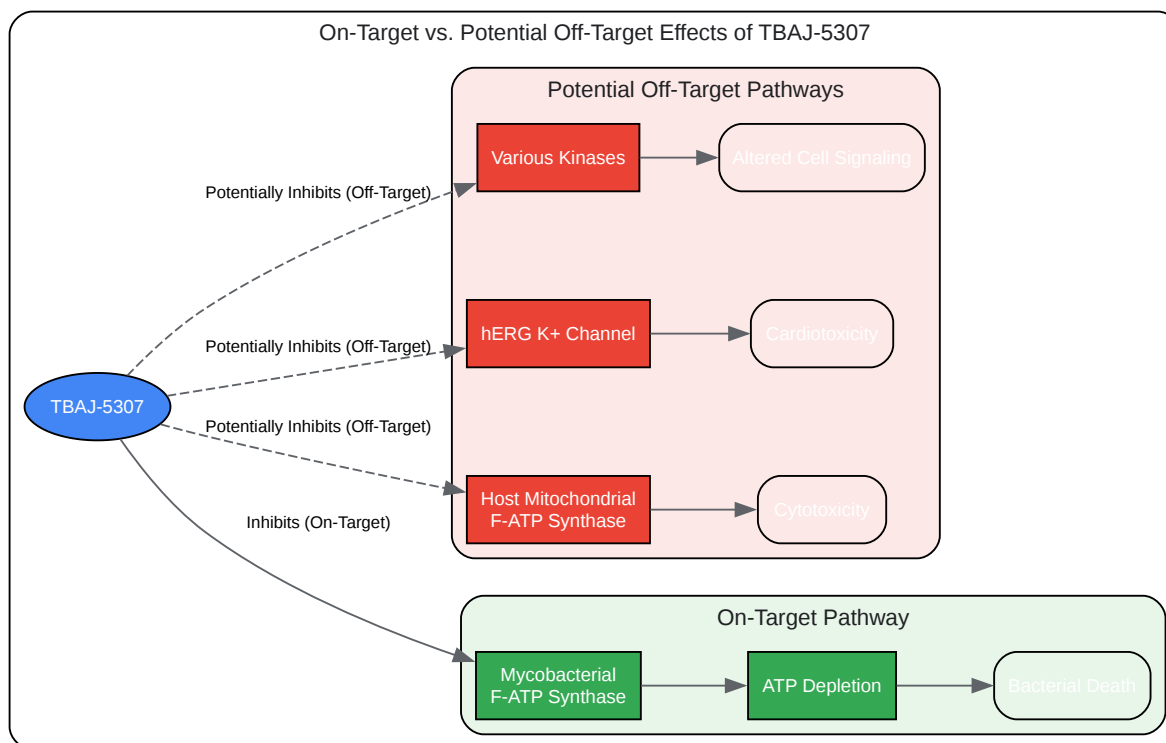 On-Target vs. Potential Off-Target Effects of TBAJ-5307
Potential Off-Target Pathways
Various Kinases
Altered Cell Signaling
Potentially Inhibits (Off-Target)
hERG K+ Channel
Cardiotoxicity
Potentially Inhibits (Off-Target)
TBAJ-5307
Potentially Inhibits (Off-Target)
Host Mitochondrial
F-ATP Synthase
Cytotoxicity
Inhibits (On-Target)
On-Target Pathway
Mycobacterial
F-ATP Synthase
ATP Depletion
Bacterial Death